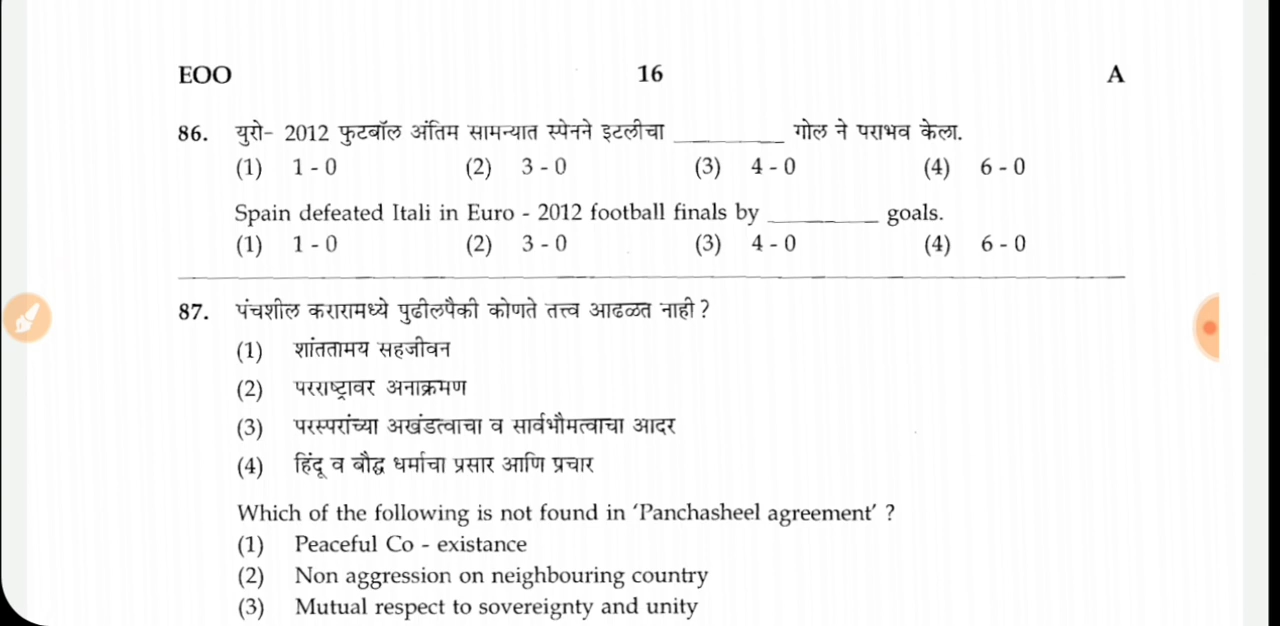 EOO 16 A
86. युरो- 2012 फुटबॉल अंतिम सामन्यात स्पेनने इटलीचा __________ गोल ने पराभव केला.
(1) 1 - 0 (2) 3 - 0 (3) 4 - 0 (4) 6 - 0
Spain defeated Itali in Euro - 2012 football finals by __________ goals.
(1) 1 - 0 (2) 3 - 0 (3) 4 - 0 (4) 6 - 0
87. पंचशील करारामध्ये पुढीलपैकी कोणते तत्त्व आढळत नाही ?
(1) शांततामय सहजीवन
(2) परराष्ट्रावर अनाक्रमण
(3) परस्परांच्या अखंडत्वाचा व सार्वभौमत्वाचा आदर
(4) हिंदू व बौद्ध धर्माचा प्रसार आणि प्रचार
Which of the following is not found in ‘Panchasheel agreement’ ?
(1) Peaceful Co - existance
(2) Non aggression on neighbouring country
(3) Mutual respect to sovereignty and unity